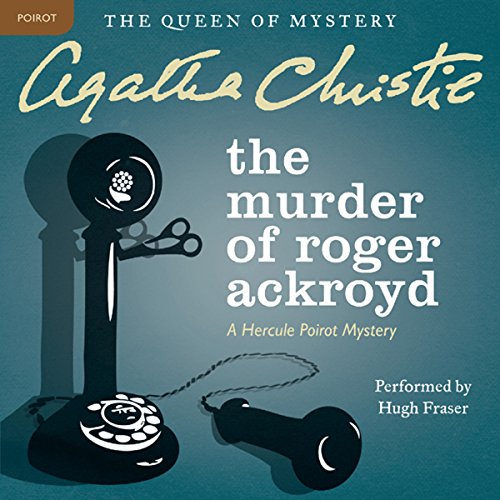 POIROT
THE QUEEN OF MYSTERY
Agatha Christie
the
murder
of roger
ackroyd
A Hercule Poirot Mystery
Performed by
Hugh Fraser